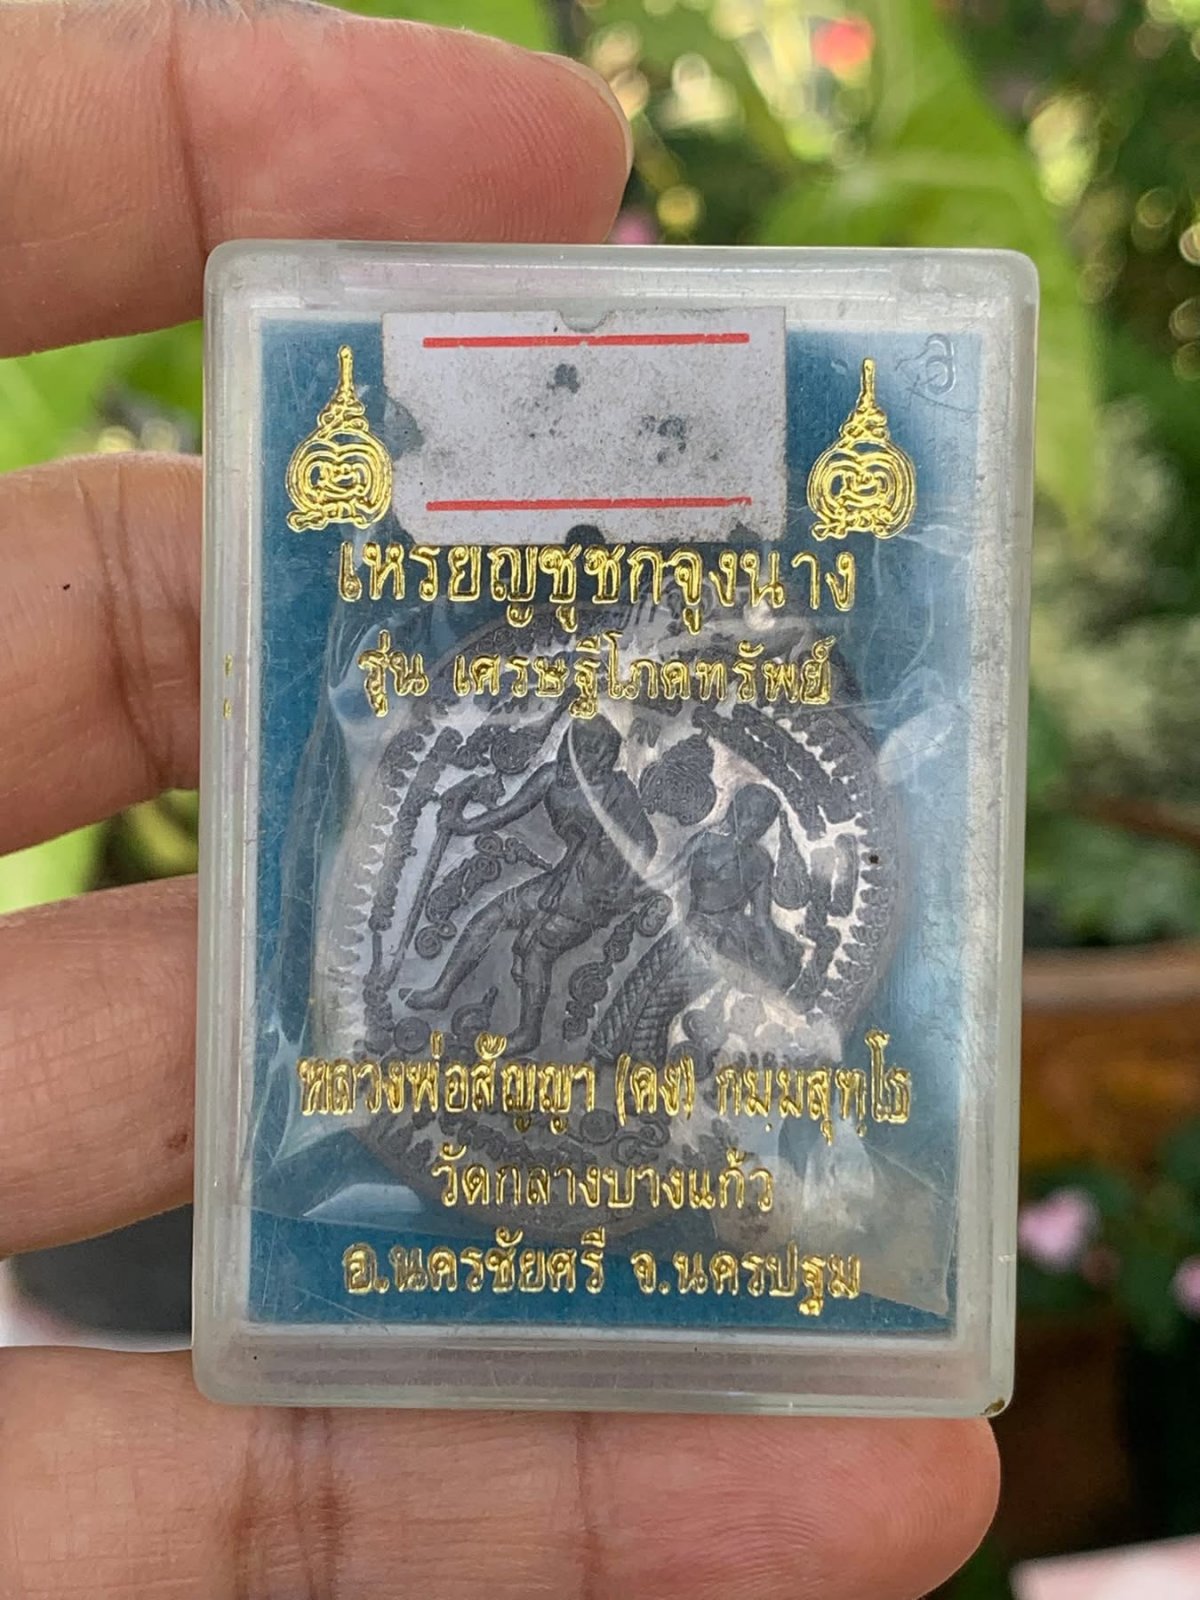 เหรียญชูชกจูงนาง
รุ่น เศรษฐีโภคทรัพย์
หลวงพ่อสัญญา (คง) กมฺมสุทฺโธ
วัดกลางบางแก้ว
อ.นครชัยศรี จ.นครปฐม